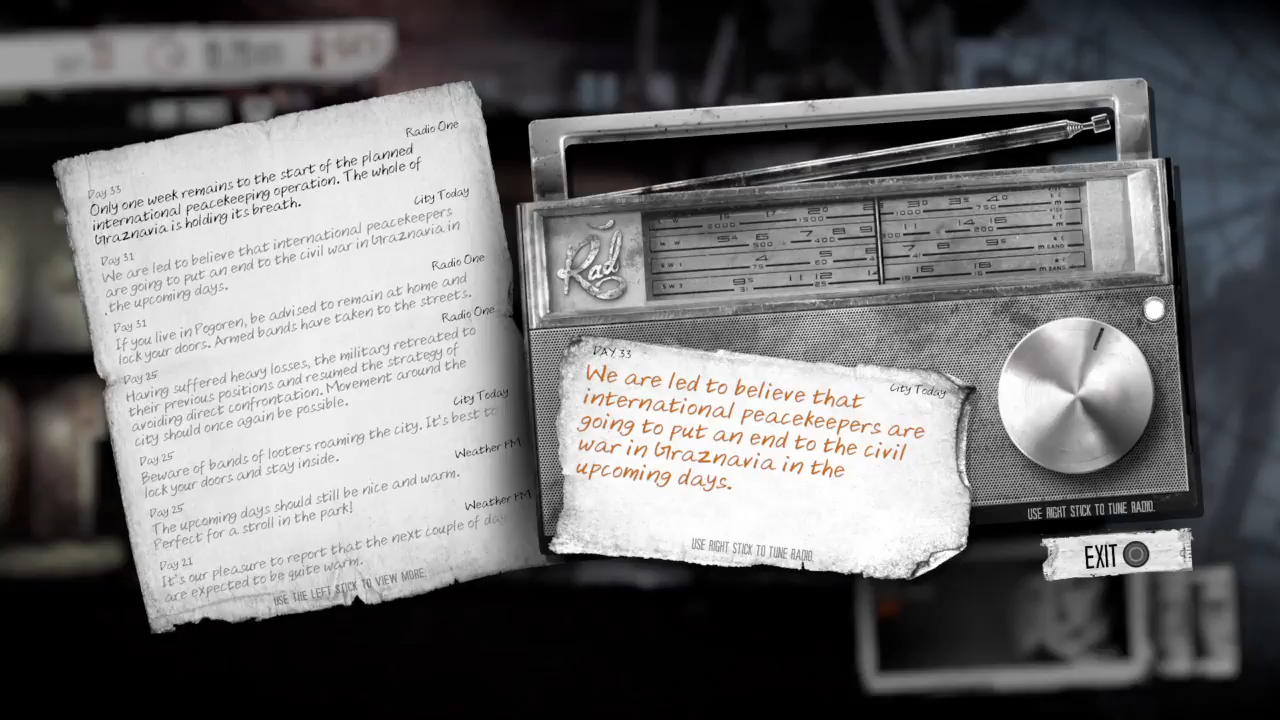 Radio One
Day 33
Only one week remains to the start of the planned
international peacekeeping operation. The whole of
Graznavia is holding its breath.
City Today
Day 31
We are led to believe that international peacekeepers
are going to put an end to the civil war in Graznavia in
the upcoming days.
Radio One
Day 31
If you live in Pogoren, be advised to remain at home and
lock your doors. Armed bands have taken to the streets.
Radio One
Day 25
Having suffered heavy losses, the military retreated to
their previous positions and resumed the strategy of
avoiding direct confrontation. Movement around the
city should once again be possible.
City Today
Day 25
Beware of bands of looters roaming the city. It's best to
lock your doors and stay inside.
Weather FM
Day 25
The upcoming days should still be nice and warm.
Perfect for a stroll in the park!
Weather FM
Day 21
It's our pleasure to report that the next couple of day
are expected to be quite warm.
USE THE LEFT STICK TO VIEW MORE.
Rad
DAY 33
City Today
We are led to believe that
international peacekeepers are
going to put an end to the civil
war in Graznavia in the
upcoming days.
USE RIGHT STICK TO TUNE RADIO.
USE RIGHT STICK TO TUNE RADIO.
EXIT